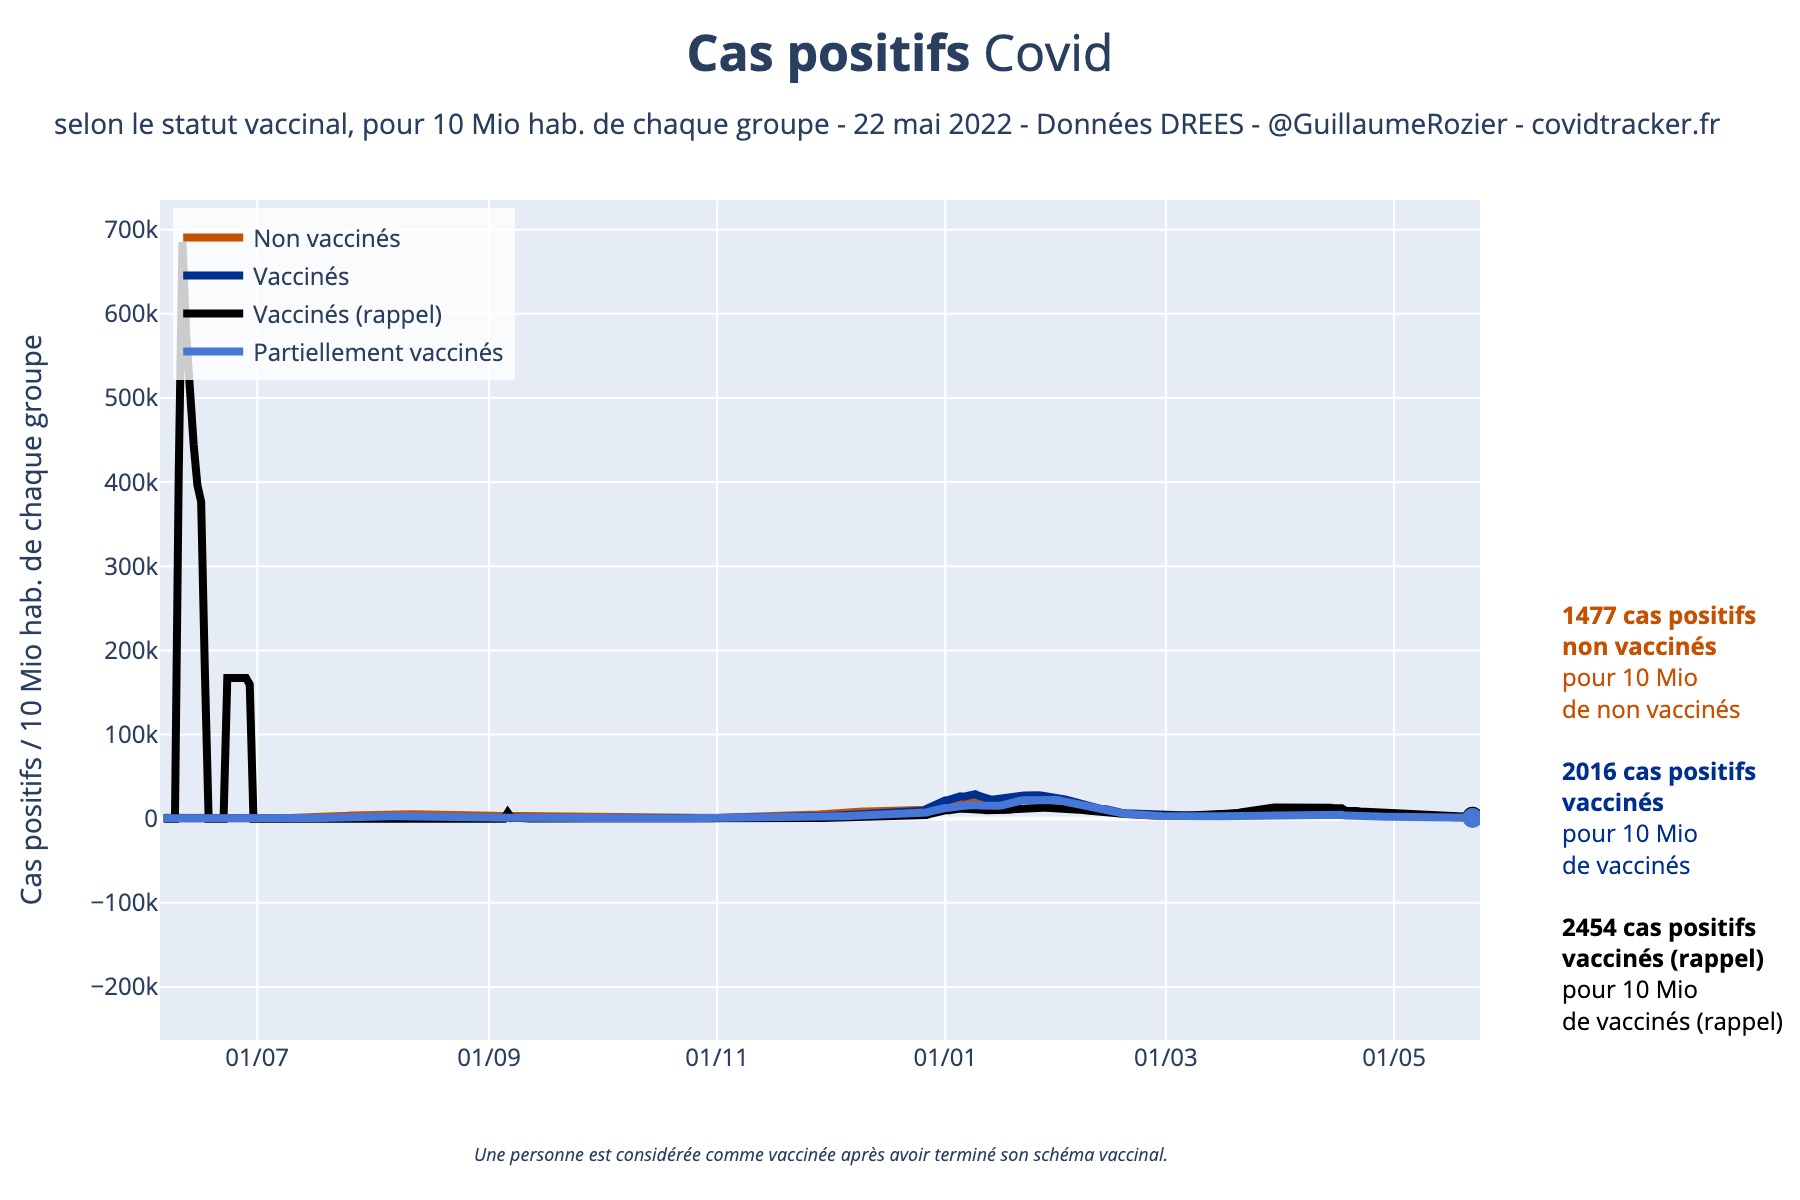 Cas positifs Covid
selon le statut vaccinal, pour 10 Mio hab. de chaque groupe - 22 mai 2022 - Données DREES - @GuillaumeRozier - covidtracker.fr
Cas positifs / 10 Mio hab. de chaque groupe
700k
600k
500k
400k
300k
200k
100k
0
−100k
−200k
Non vaccinés
Vaccinés
Vaccinés (rappel)
Partiellement vaccinés
01/07
01/09
01/11
01/01
01/03
01/05
1477 cas positifs
non vaccinés
pour 10 Mio
de non vaccinés
2016 cas positifs
vaccinés
pour 10 Mio
de vaccinés
2454 cas positifs
vaccinés (rappel)
pour 10 Mio
de vaccinés (rappel)
Une personne est considérée comme vaccinée après avoir terminé son schéma vaccinal.